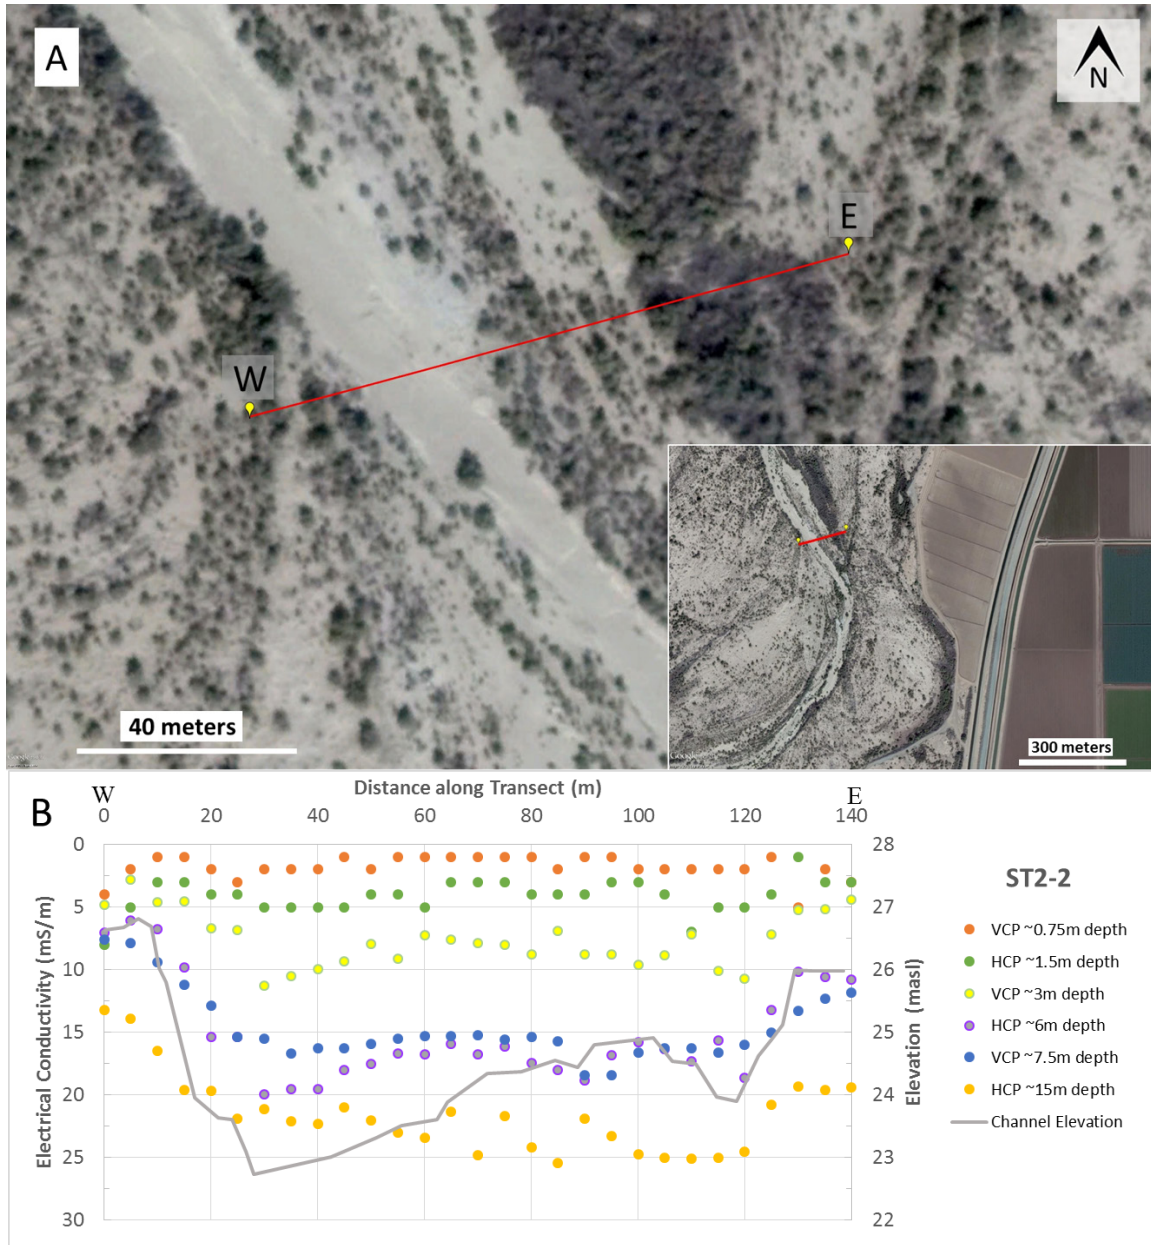 A
N
E
W
40 meters
300 meters
B
W
Distance along Transect (m)
E
0 20 40 60 80 100 120 140
Electrical Conductivity (mS/m)
0
5
10
15
20
25
30
28
27
26
25
24
23
22
Elevation (masl)
ST2-2
VCP ~0.75m depth
HCP ~1.5m depth
VCP ~3m depth
HCP ~6m depth
VCP ~7.5m depth
HCP ~15m depth
Channel Elevation